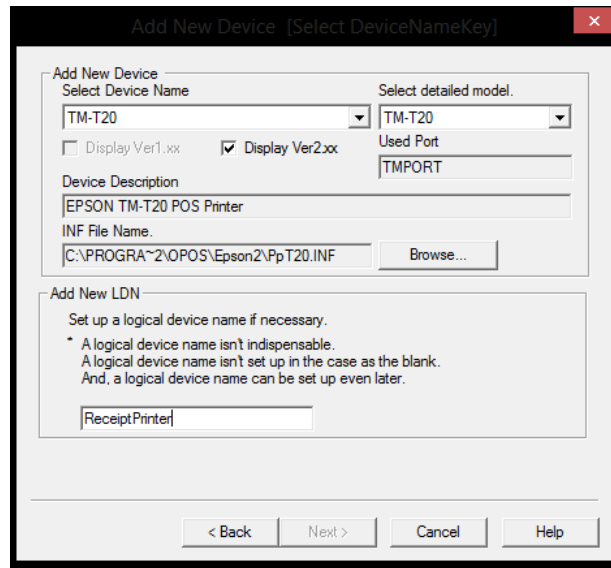 Add New Device [Select DeviceNameKey]
Add New Device
Select Device Name
Select detailed model.
TM-T20
TM-T20
Display Ver1.xx
Display Ver2.xx
Used Port
TMPORT
Device Description
EPSON TM-T20 POS Printer
INF File Name.
C:\PROGRA~2\OPOS\Epson2\PpT20.INF
Browse...
Add New LDN
Set up a logical device name if necessary.
* A logical device name isn't indispensable.
A logical device name isn't set up in the case as the blank.
And, a logical device name can be set up even later.
ReceiptPrinter
< Back
Next >
Cancel
Help